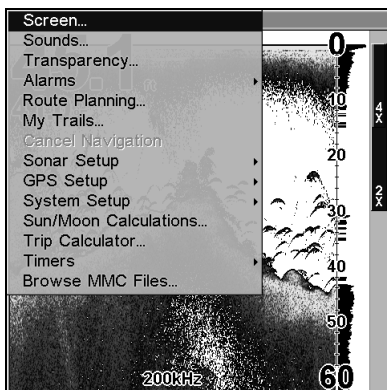 Screen...
Sounds...
Transparency...
Alarms
Route Planning...
My Trails...
Cancel Navigation
Sonar Setup
GPS Setup
System Setup
Sun/Moon Calculations...
Trip Calculator...
Timers
Browse MMC Files...
0
10
20
30
40
50
60
4X
2X
200kHz